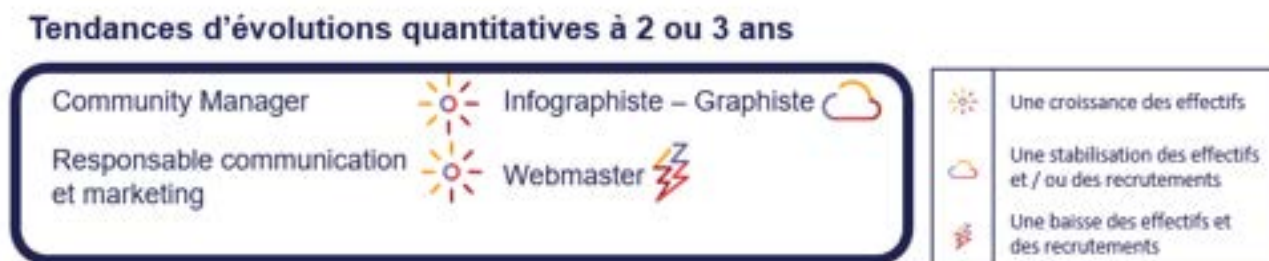 Tendances d’évolutions quantitatives à 2 ou 3 ans
Community Manager
Responsable communication
et marketing
Infographiste – Graphiste
Webmaster
Une croissance des effectifs
Une stabilisation des effectifs
et / ou des recrutements
Une baisse des effectifs et
des recrutements